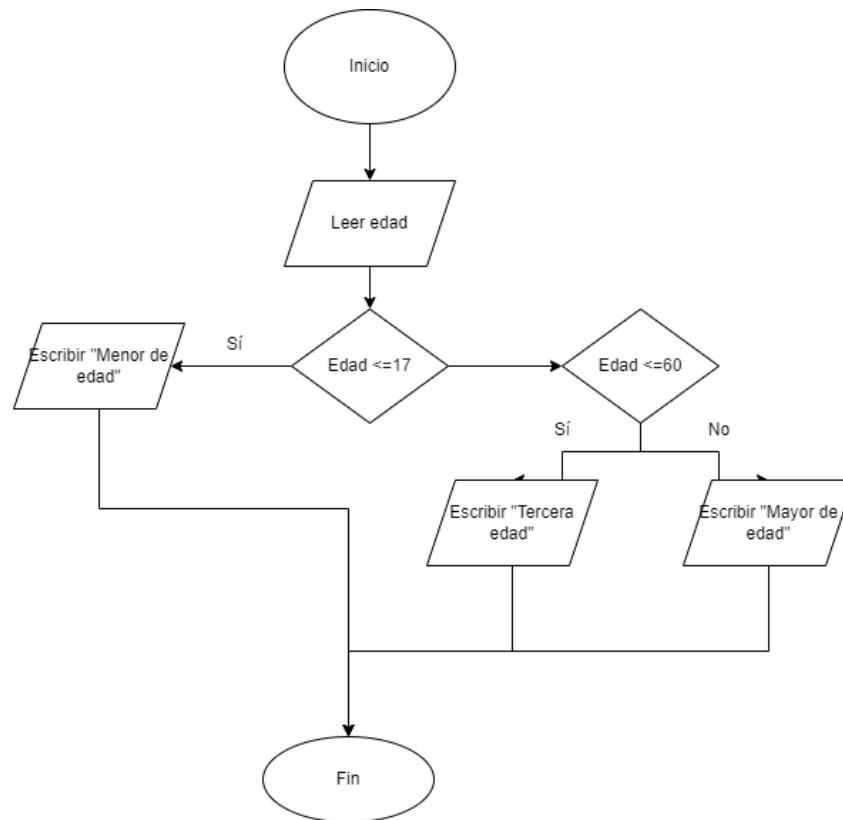 Inicio
Leer edad
Sí
Escribir "Menor de
edad"
Edad <=17
Edad <=60
Sí
No
Escribir "Tercera
edad"
Escribir "Mayor de
edad"
Fin